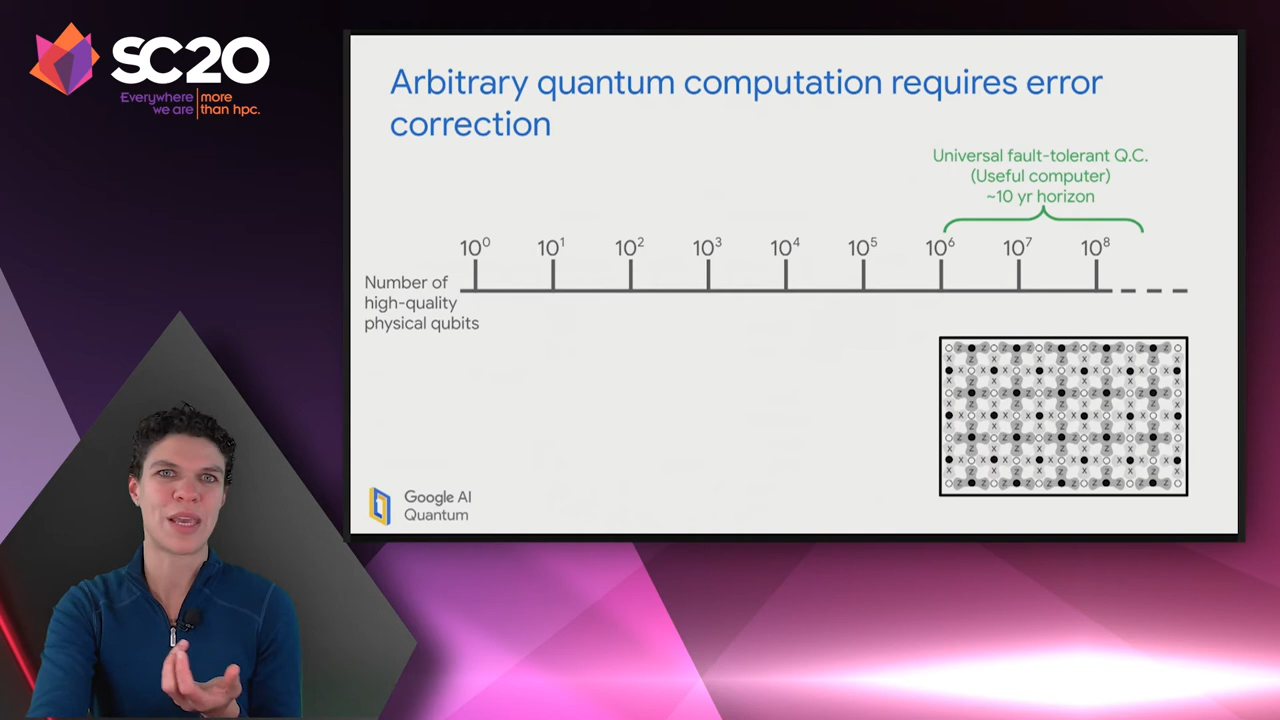 SC20
Everywhere more
we are than hpc.
Arbitrary quantum computation requires error
correction
Universal fault-tolerant Q.C.
(Useful computer)
~10 yr horizon
10⁰ 10¹ 10² 10³ 10⁴ 10⁵ 10⁶ 10⁷ 10⁸
Number of
high-quality
physical qubits
Google AI
Quantum